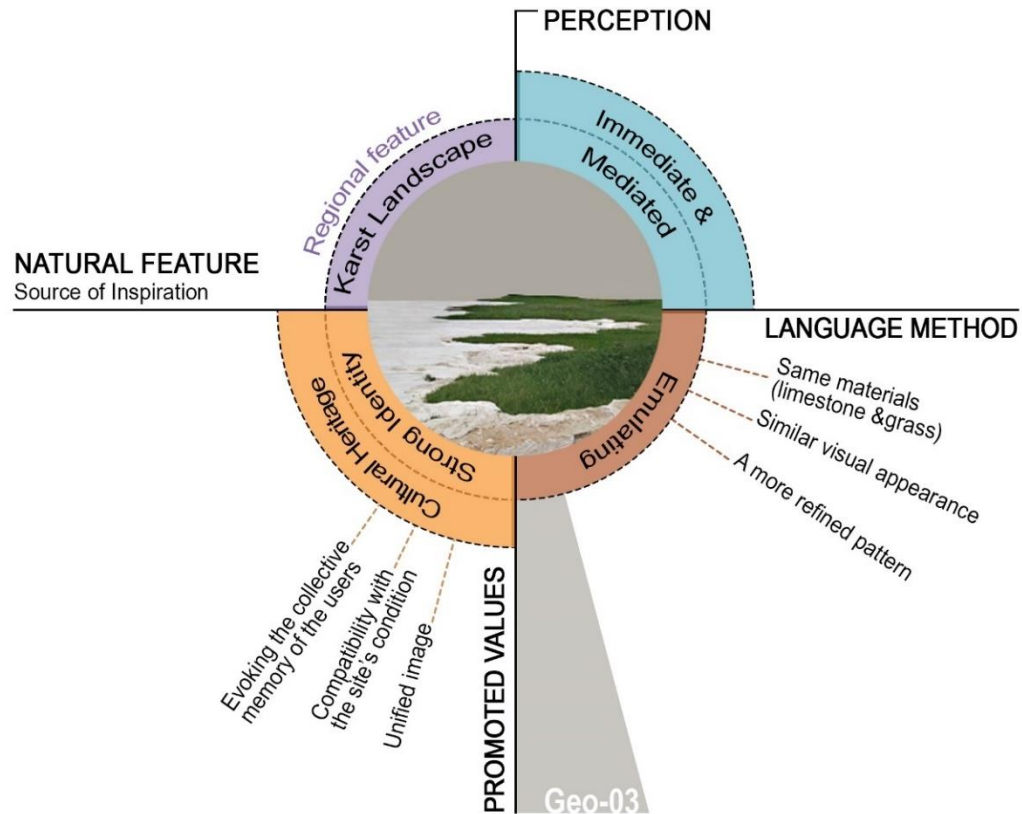 PERCEPTION
Immediate &
Mediated
Regional feature
Karst Landscape
NATURAL FEATURE
Source of Inspiration
LANGUAGE METHOD
Emulating
Same materials
(limestone &grass)
Similar visual appearance
A more refined pattern
Strong Identity
Cultural Heritage
Evoking the collective
memory of the users
Compatibility with
the site's condition
Unified image
PROMOTED VALUES
Geo-03